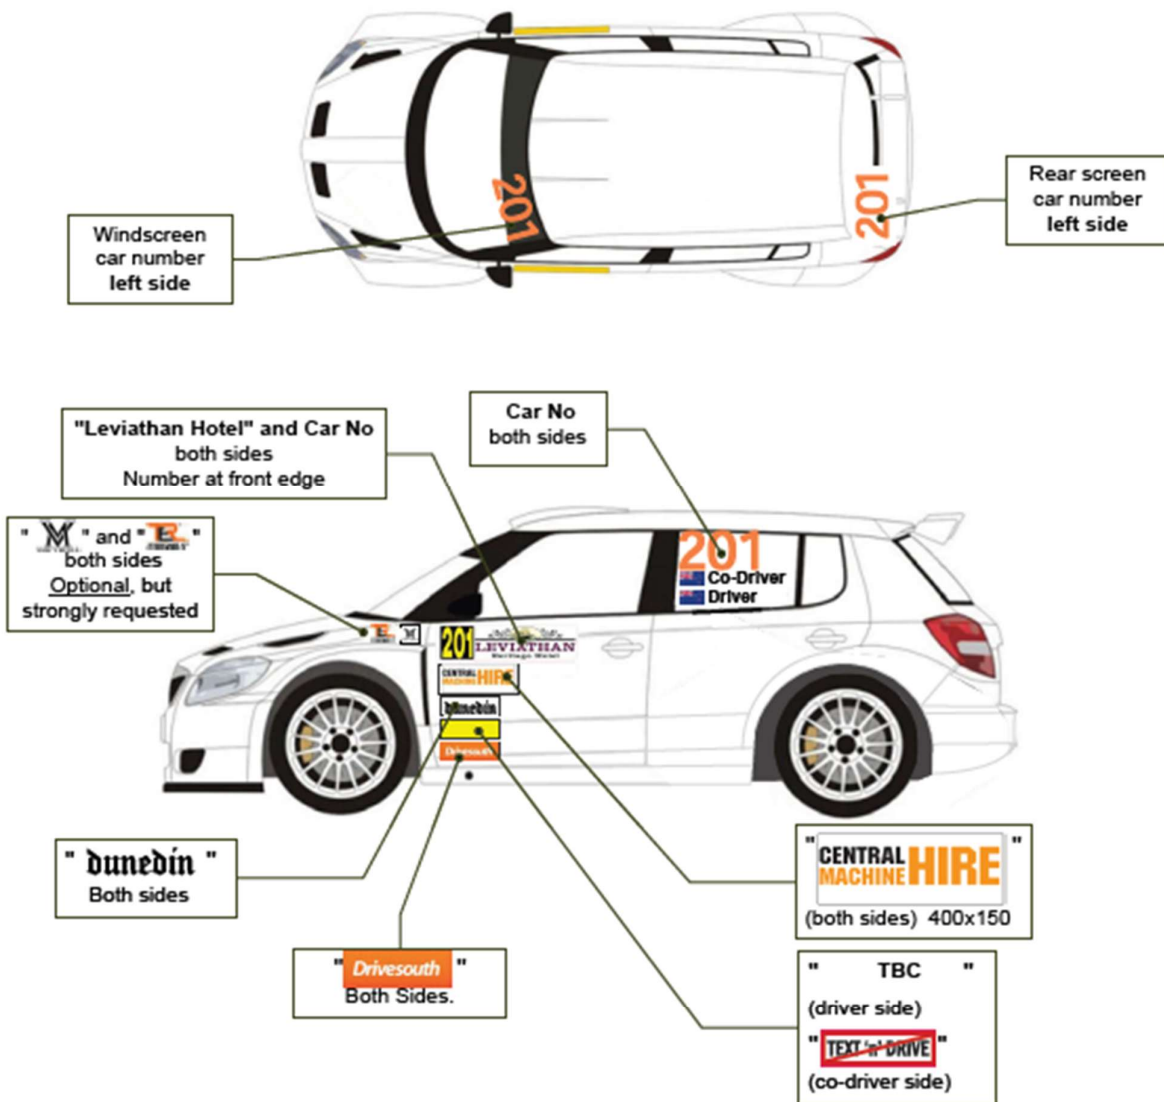 201
201
Windscreen
car number
left side
Rear screen
car number
left side
"Leviathan Hotel" and Car No
both sides
Number at front edge
Car No
both sides
" M " and " TER "
both sides
Optional, but
strongly requested
201
Co-Driver
Driver
201 LEVIATHAN
Heritage Hotel
CENTRAL
MACHINE HIRE
dunedin
Drivesouth
" dunedin "
Both sides
" Drivesouth "
Both Sides.
" CENTRAL
MACHINE HIRE "
(both sides) 400x150
" TBC "
(driver side)
" TEXT 'n' DRIVE "
(co-driver side)